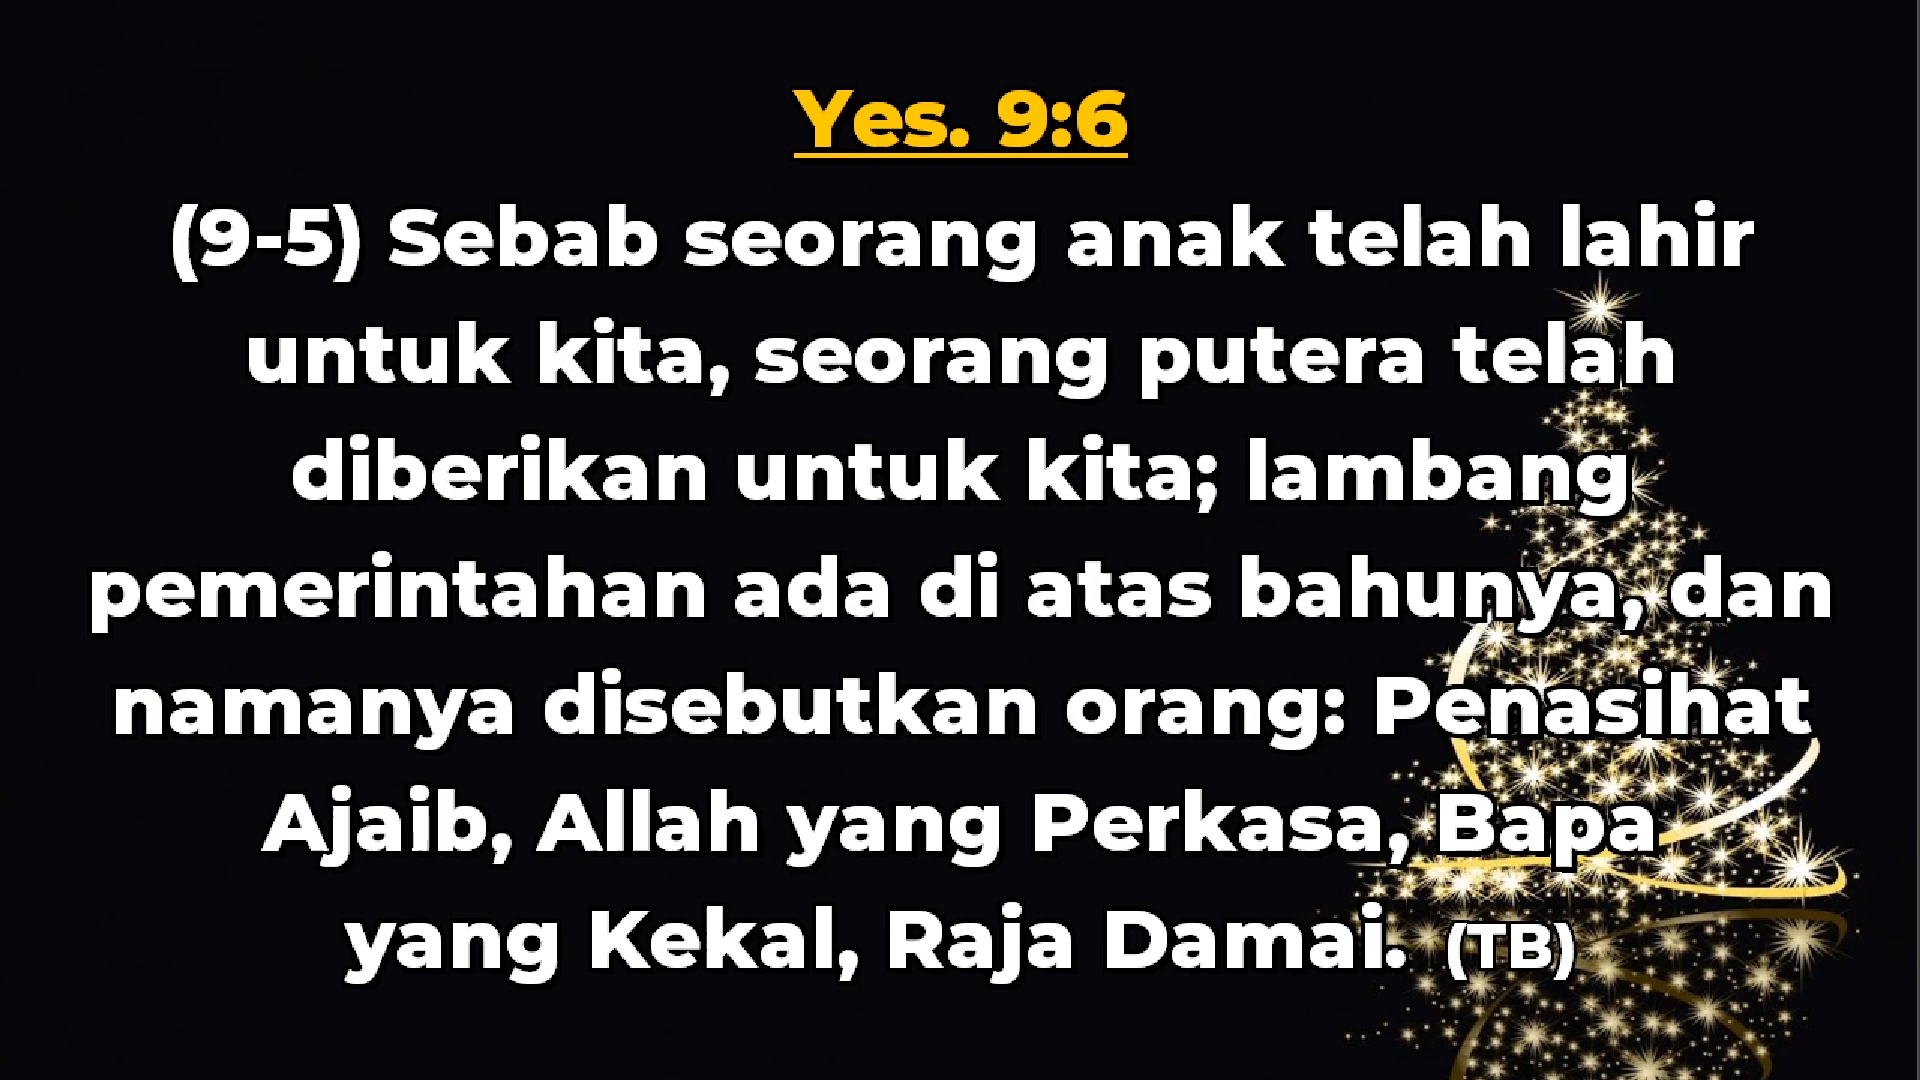 Yes. 9:6
(9-5) Sebab seorang anak telah lahir
untuk kita, seorang putera telah
diberikan untuk kita; lambang
pemerintahan ada di atas bahunya, dan
namanya disebutkan orang: Penasihat
Ajaib, Allah yang Perkasa, Bapa
yang Kekal, Raja Damai. (TB)